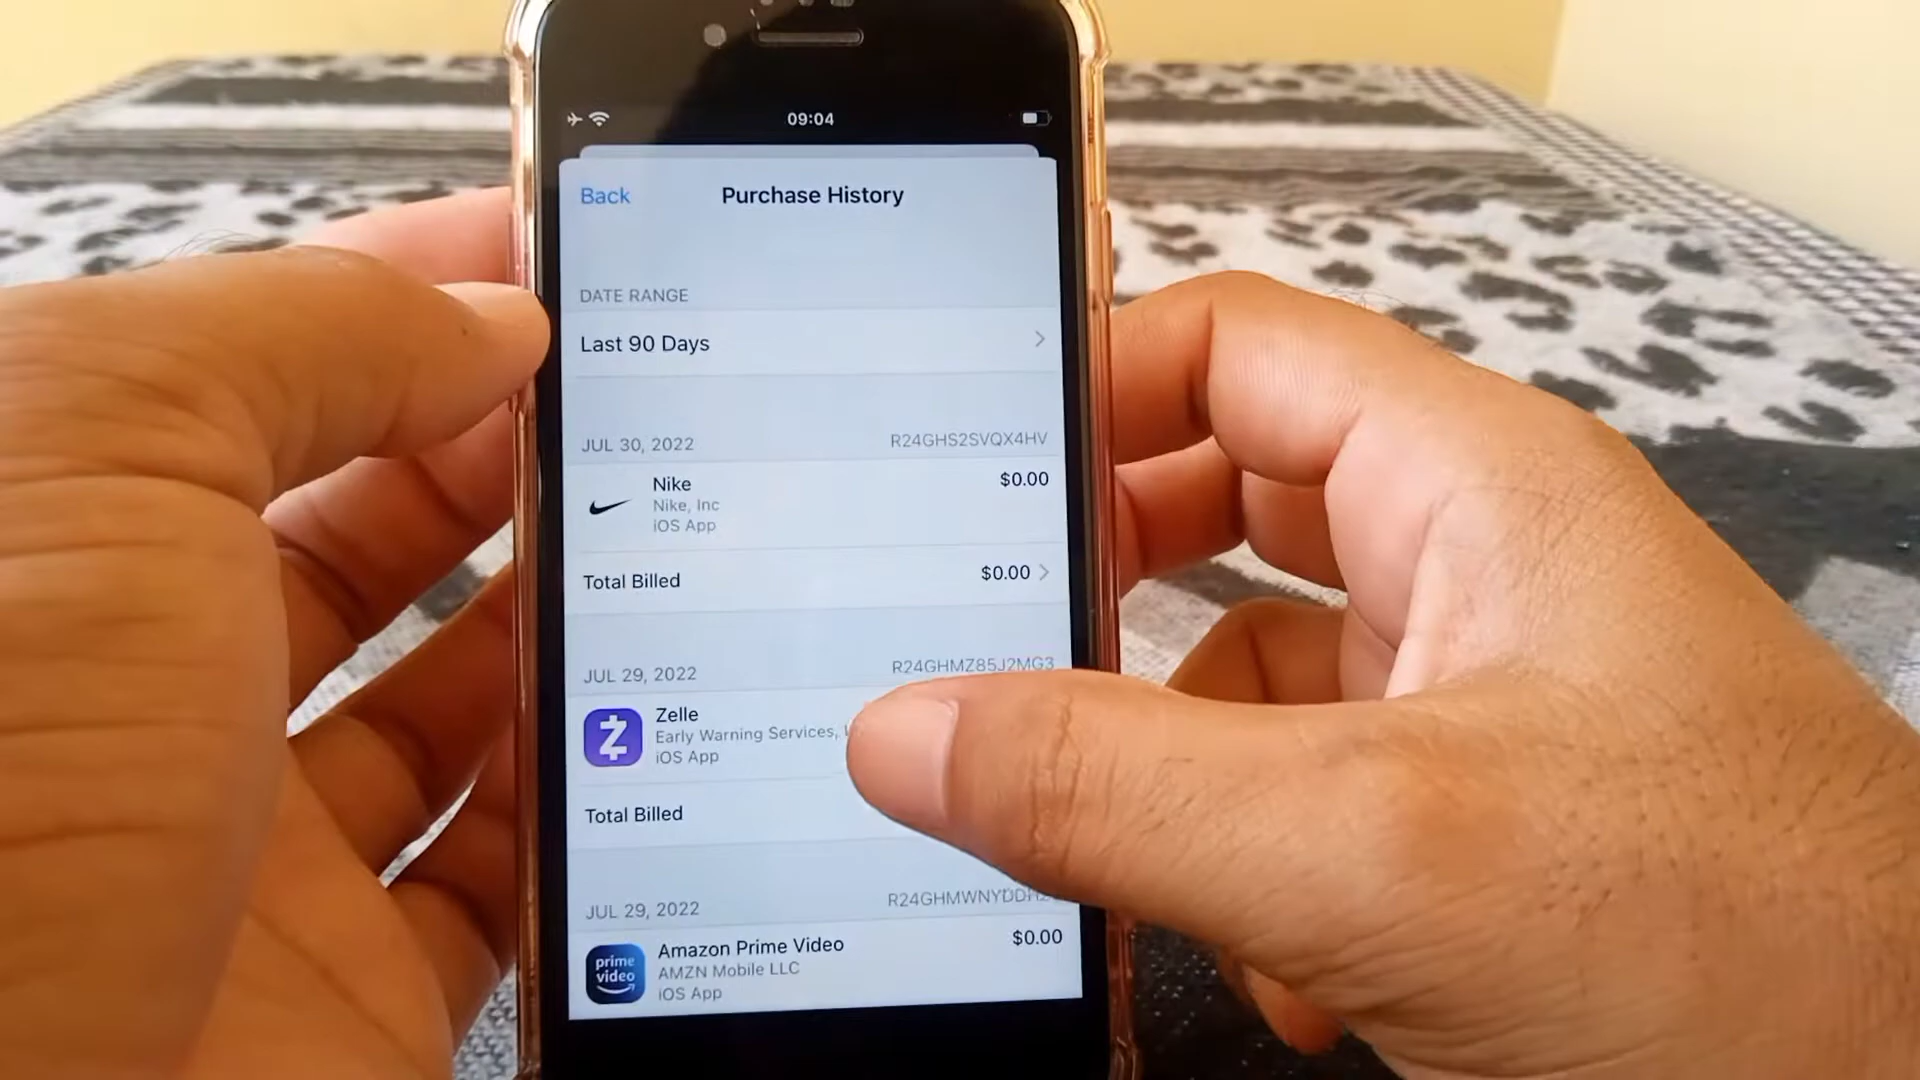 09:04
Back Purchase History
DATE RANGE
Last 90 Days
JUL 30, 2022 R24GHS2SVQX4HV
Nike $0.00
Nike, Inc
iOS App
Total Billed $0.00
JUL 29, 2022 R24GHMZ85J2MG3
Zelle
Early Warning Services,
iOS App
Total Billed
JUL 29, 2022
prime video
Amazon Prime Video $0.00
AMZN Mobile LLC
iOS App